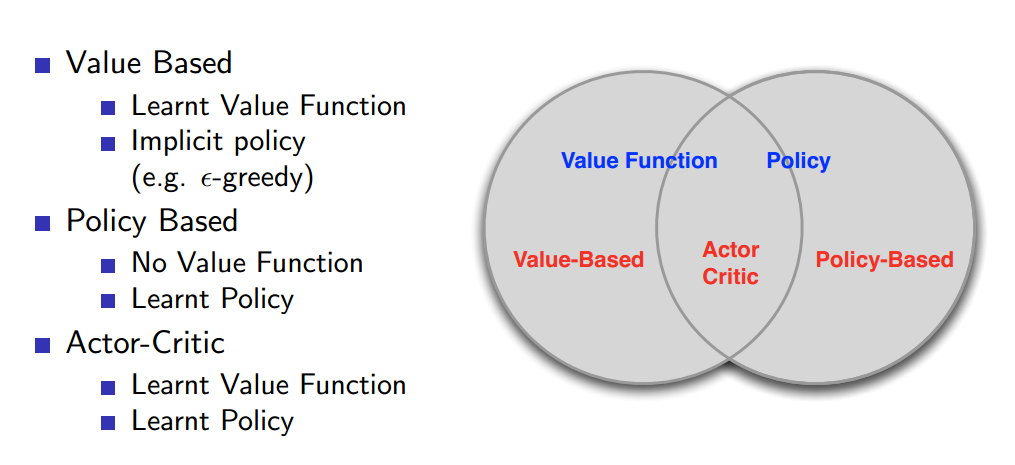 Value Based
Learnt Value Function
Implicit policy
(e.g. ϵ-greedy)
Policy Based
No Value Function
Learnt Policy
Actor-Critic
Learnt Value Function
Learnt Policy
Value Function
Policy
Value-Based
Actor
Critic
Policy-Based